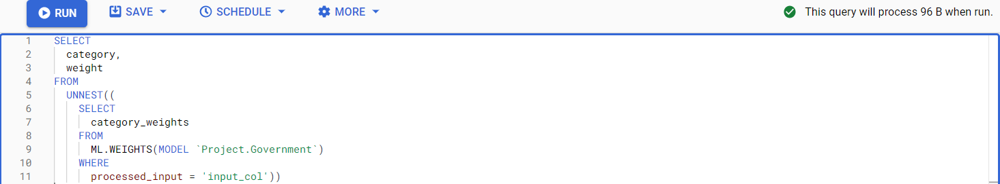 RUN SAVE SCHEDULE MORE This query will process 96 B when run.
1 SELECT
2 category,
3 weight
4 FROM
5 UNNEST((
6 SELECT
7 category_weights
8 FROM
9 ML.WEIGHTS(MODEL `Project.Government`)
10 WHERE
11 processed_input = 'input_col'))